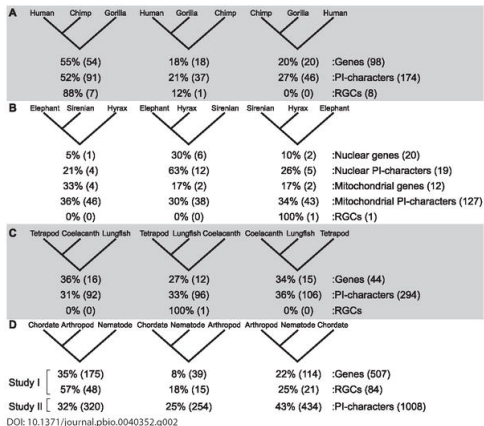 A Human Chimp Gorilla Human Gorilla Chimp Chimp Gorilla Human
55% (54) 18% (18) 20% (20) :Genes (98)
52% (91) 21% (37) 27% (46) :PI-characters (174)
88% (7) 12% (1) 0% (0) :RGCs (8)
B Elephant Sirenian Hyrax Elephant Hyrax Sirenian Sirenian Hyrax Elephant
5% (1) 30% (6) 10% (2) :Nuclear genes (20)
21% (4) 63% (12) 26% (5) :Nuclear PI-characters (19)
33% (4) 17% (2) 17% (2) :Mitochondrial genes (12)
36% (46) 30% (38) 34% (43) :Mitochondrial PI-characters (127)
0% (0) 0% (0) 100% (1) :RGCs (1)
C Tetrapod Coelacanth Lungfish Tetrapod Lungfish Coelacanth Coelacanth Lungfish Tetrapod
36% (16) 27% (12) 34% (15) :Genes (44)
31% (92) 33% (96) 36% (106) :PI-characters (294)
0% (0) 100% (1) 0% (0) :RGCs
D Chordate Arthropod Nematode Chordate Nematode Arthropod Arthropod Nematode Chordate
Study I 35% (175) 8% (39) 22% (114) :Genes (507)
57% (48) 18% (15) 25% (21) :RGCs (84)
Study II 32% (320) 25% (254) 43% (434) :PI-characters (1008)
DOI: 10.1371/journal.pbio.0040352.g002